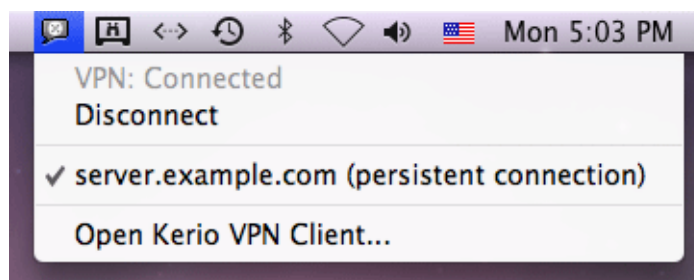 Mon 5:03 PM
VPN: Connected
Disconnect
server.example.com (persistent connection)
Open Kerio VPN Client...